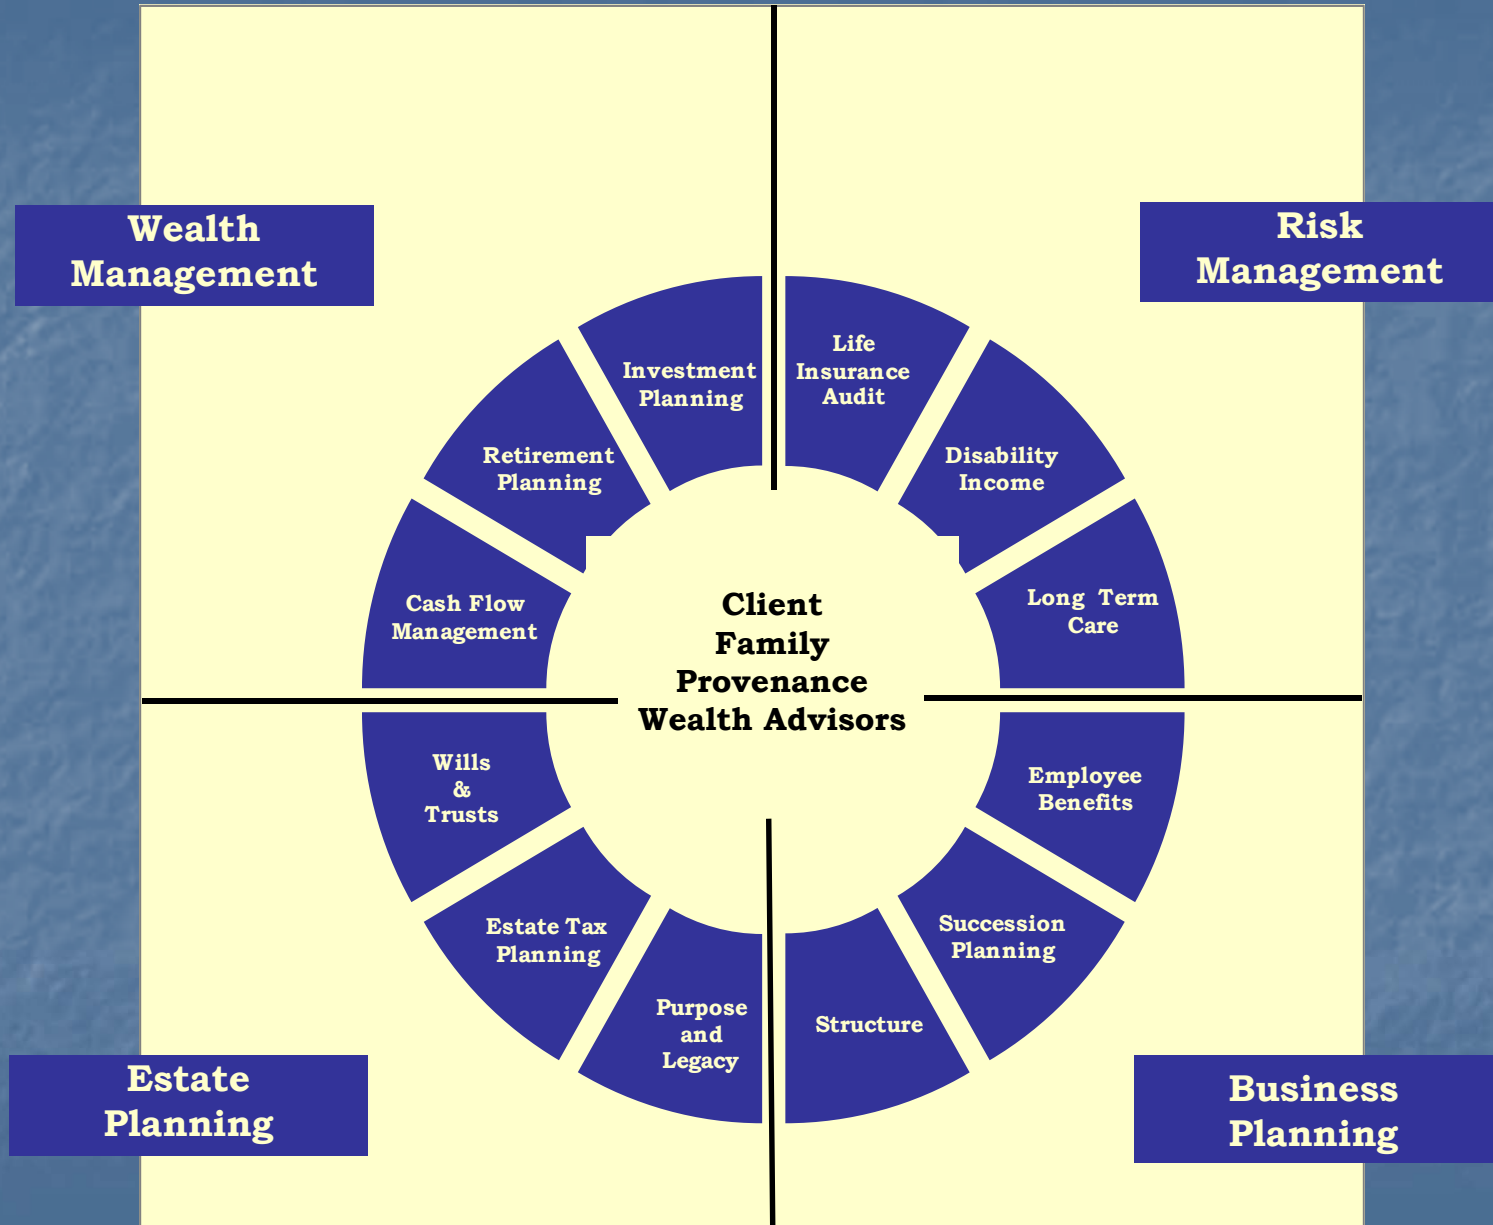 Wealth
Management
Risk
Management
Investment
Planning
Life
Insurance
Audit
Retirement
Planning
Disability
Income
Cash Flow
Management
Long Term
Care
Client
Family
Provenance
Wealth Advisors
Wills
&
Trusts
Employee
Benefits
Estate Tax
Planning
Succession
Planning
Purpose
and
Legacy
Structure
Estate
Planning
Business
Planning